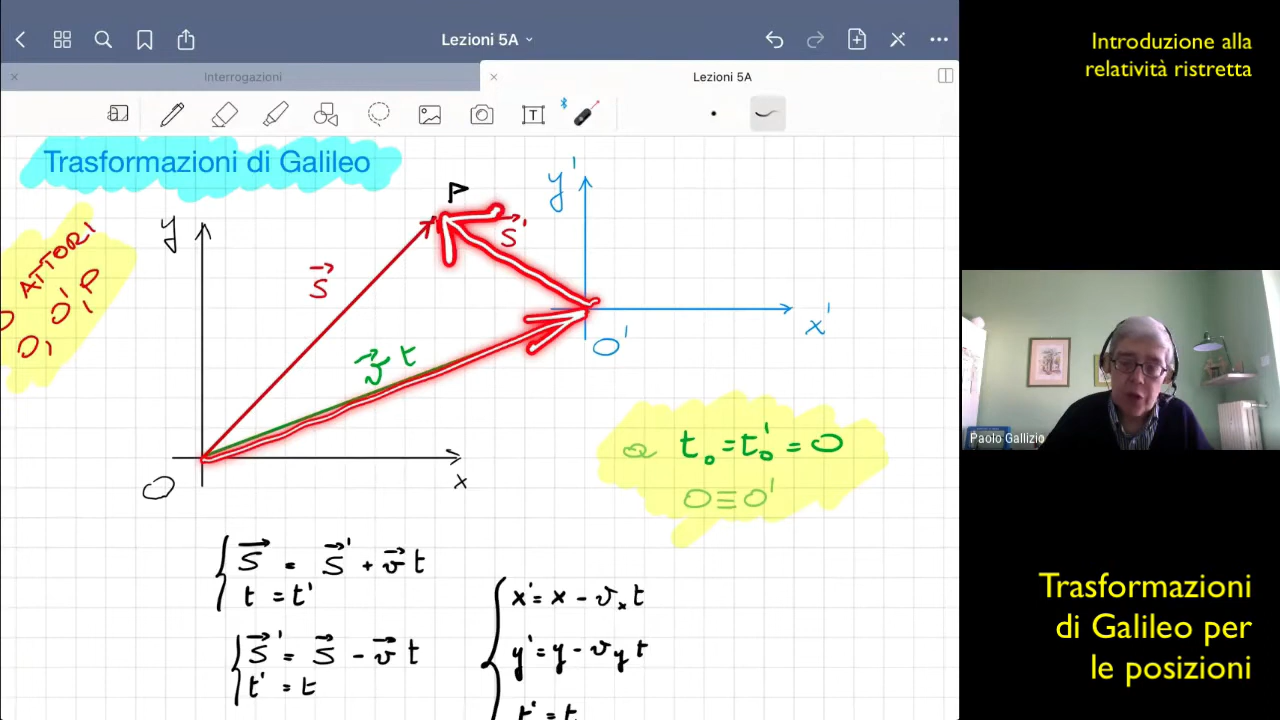 Lezioni 5A
Interrogazioni
Lezioni 5A
T
Introduzione alla
relatività ristretta
Trasformazioni di Galileo
ATTORI
O, O', P
P
y
s⃗
s⃗'
v⃗ t
O
x
y'
x'
O'
a t₀ = t₀' = 0
O ≡ O'
s⃗ = s⃗' + v⃗ t
t = t'
s⃗' = s⃗ - v⃗ t
t' = t
x' = x - vₓ t
y' = y - v_y t
t' = t
Paolo Gallizio
Trasformazioni
di Galileo per
le posizioni